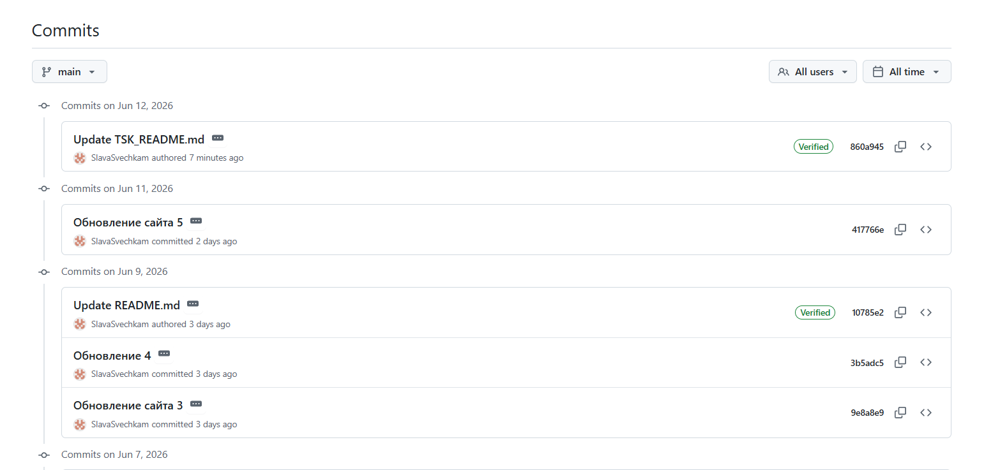 Commits
main
All users
All time
Commits on Jun 12, 2026
Update TSK_README.md
SlavaSvechkam authored 7 minutes ago
Verified
860a945
Commits on Jun 11, 2026
Обновление сайта 5
SlavaSvechkam committed 2 days ago
417766e
Commits on Jun 9, 2026
Update README.md
SlavaSvechkam authored 3 days ago
Verified
10785e2
Обновление 4
SlavaSvechkam committed 3 days ago
3b5adc5
Обновление сайта 3
SlavaSvechkam committed 3 days ago
9e8a8e9
Commits on Jun 7, 2026